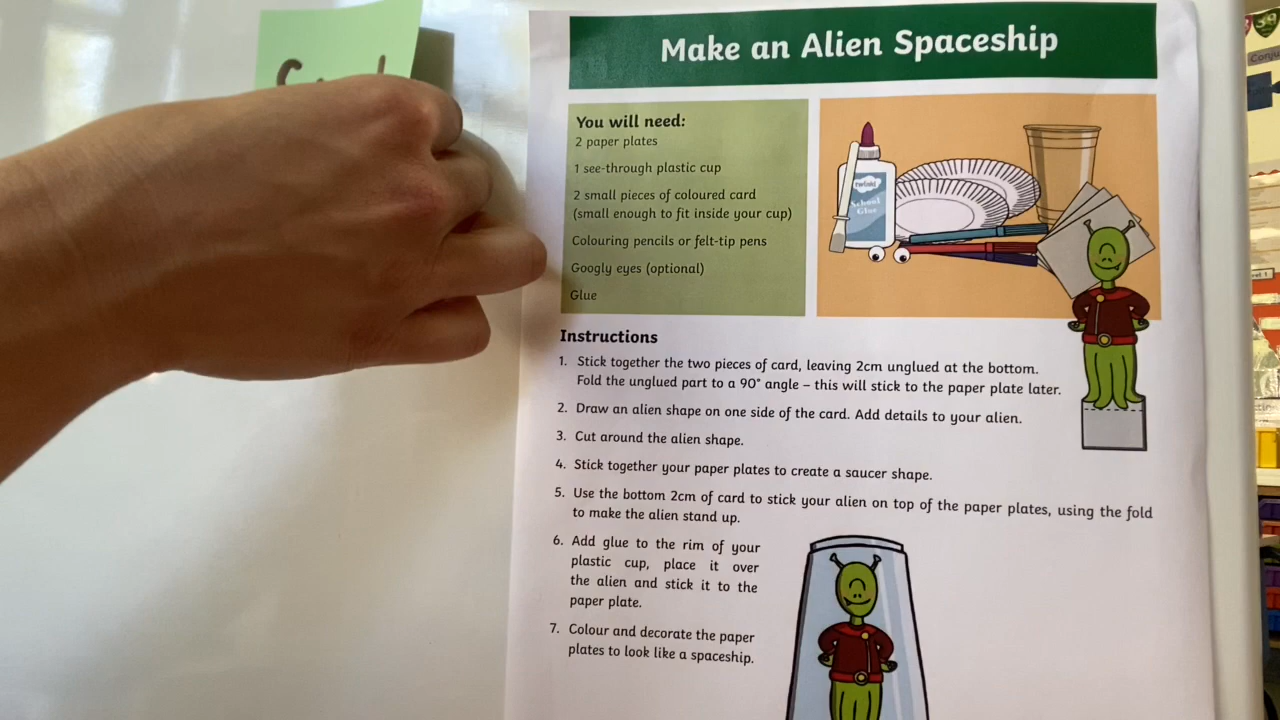 Make an Alien Spaceship
You will need:
2 paper plates
1 see-through plastic cup
2 small pieces of coloured card
(small enough to fit inside your cup)
Colouring pencils or felt-tip pens
Googly eyes (optional)
Glue
twinkl
School
Glue
Instructions
1. Stick together the two pieces of card, leaving 2cm unglued at the bottom.
Fold the unglued part to a 90° angle – this will stick to the paper plate later.
2. Draw an alien shape on one side of the card. Add details to your alien.
3. Cut around the alien shape.
4. Stick together your paper plates to create a saucer shape.
5. Use the bottom 2cm of card to stick your alien on top of the paper plates, using the fold
to make the alien stand up.
6. Add glue to the rim of your
plastic cup, place it over
the alien and stick it to the
paper plate.
7. Colour and decorate the paper
plates to look like a spaceship.